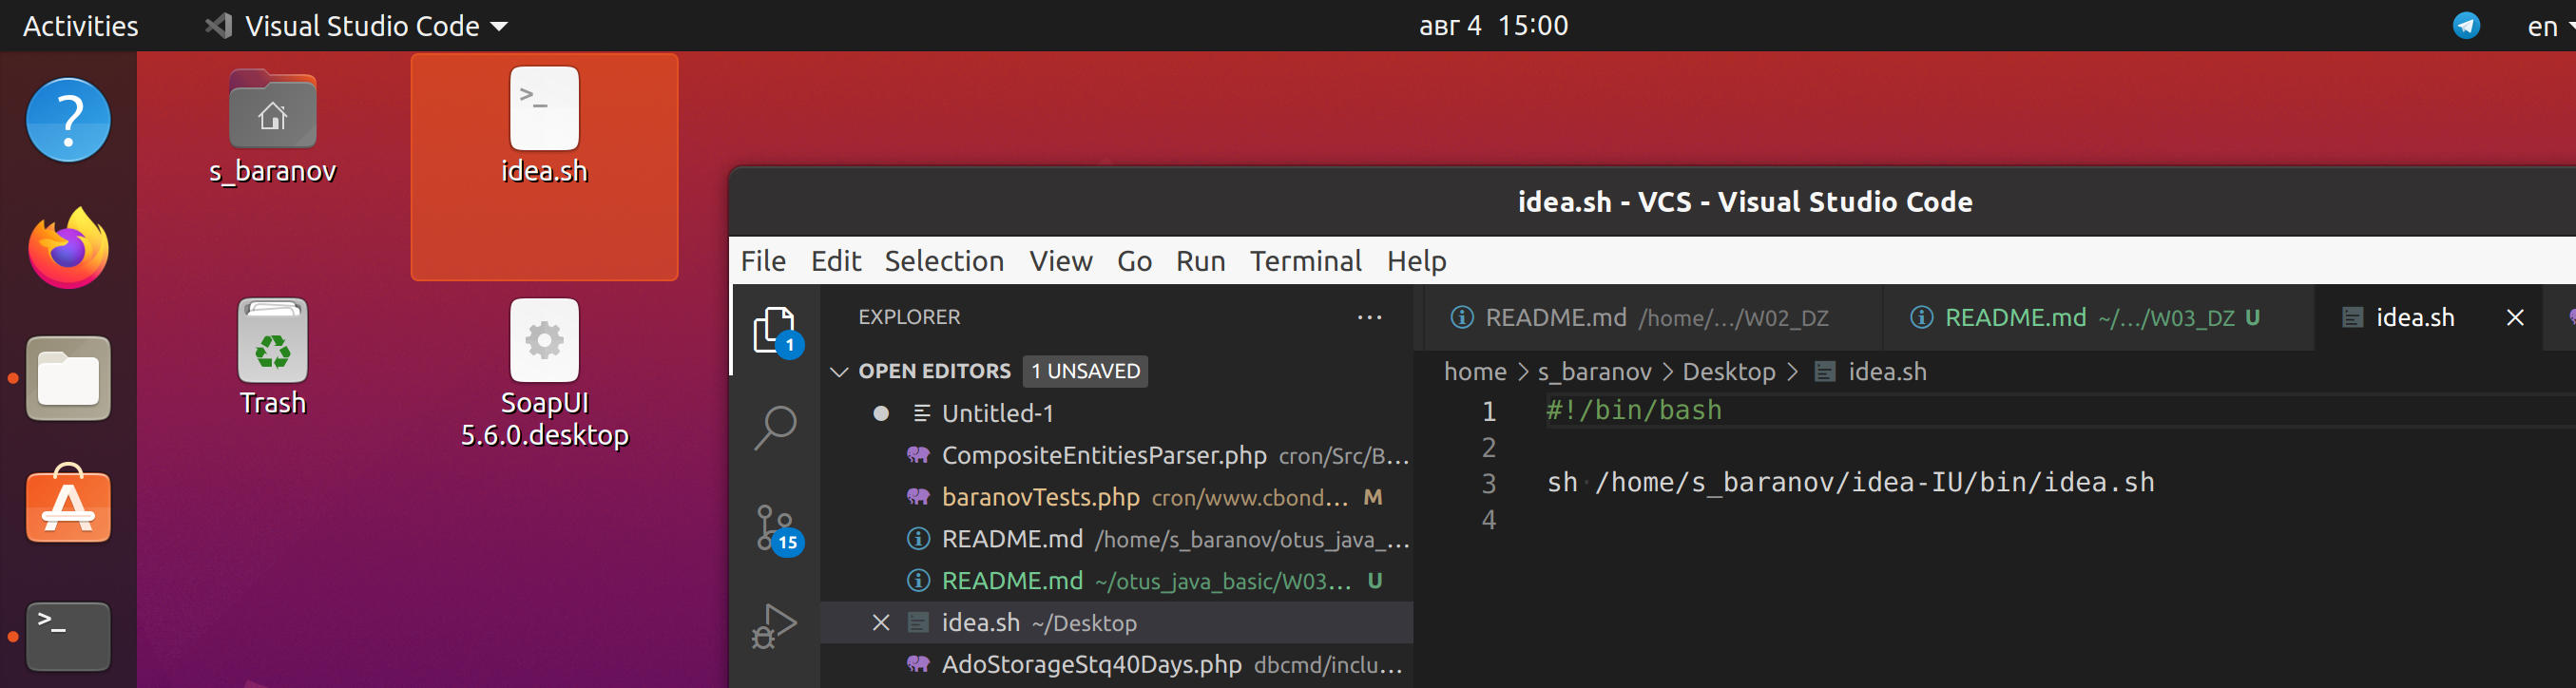 Activities
Visual Studio Code
авг 4 15:00
en
s_baranov
idea.sh
Trash
SoapUI
5.6.0.desktop
idea.sh - VCS - Visual Studio Code
File Edit Selection View Go Run Terminal Help
EXPLORER ...
OPEN EDITORS 1 UNSAVED
Untitled-1
CompositeEntitiesParser.php cron/Src/B...
baranovTests.php cron/www.cbond... M
README.md /home/s_baranov/otus_java_...
README.md ~/otus_java_basic/W03... U
idea.sh ~/Desktop
AdoStorageStq40Days.php dbcmd/inclu...
1
15
README.md /home/.../W02_DZ
README.md ~/.../W03_DZ U
idea.sh
home > s_baranov > Desktop > idea.sh
1 #!/bin/bash
2
3 sh /home/s_baranov/idea-IU/bin/idea.sh
4